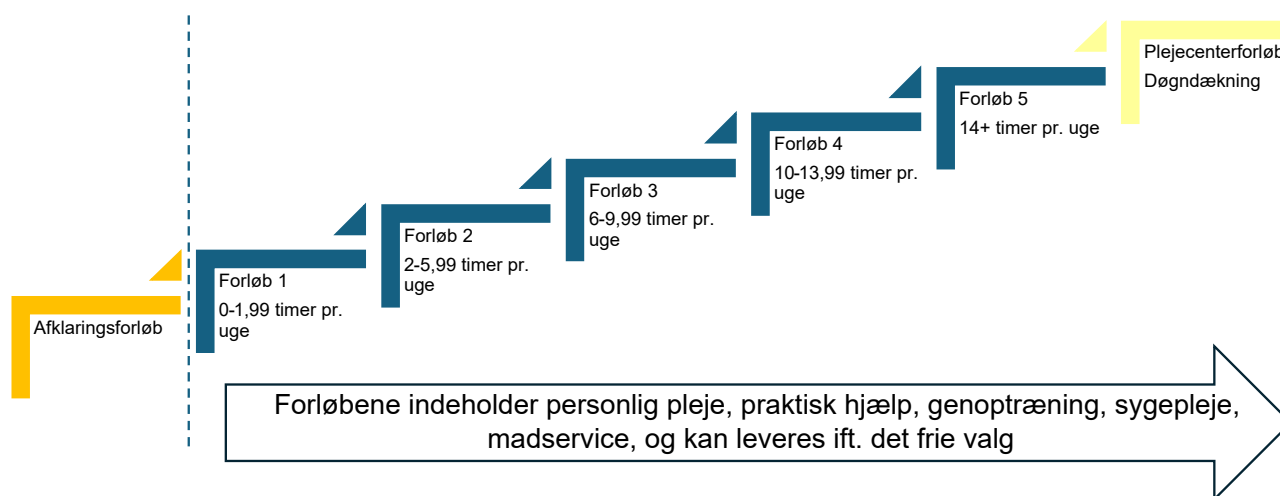 Afklaringsforløb
Forløb 1
0-1,99 timer pr.
uge
Forløb 2
2-5,99 timer pr.
uge
Forløb 3
6-9,99 timer pr.
uge
Forløb 4
10-13,99 timer pr.
uge
Forløb 5
14+ timer pr. uge
Plejecenterforløb
Døgndækning
Forløbene indeholder personlig pleje, praktisk hjælp, genoptræning, sygepleje,
madservice, og kan leveres ift. det frie valg